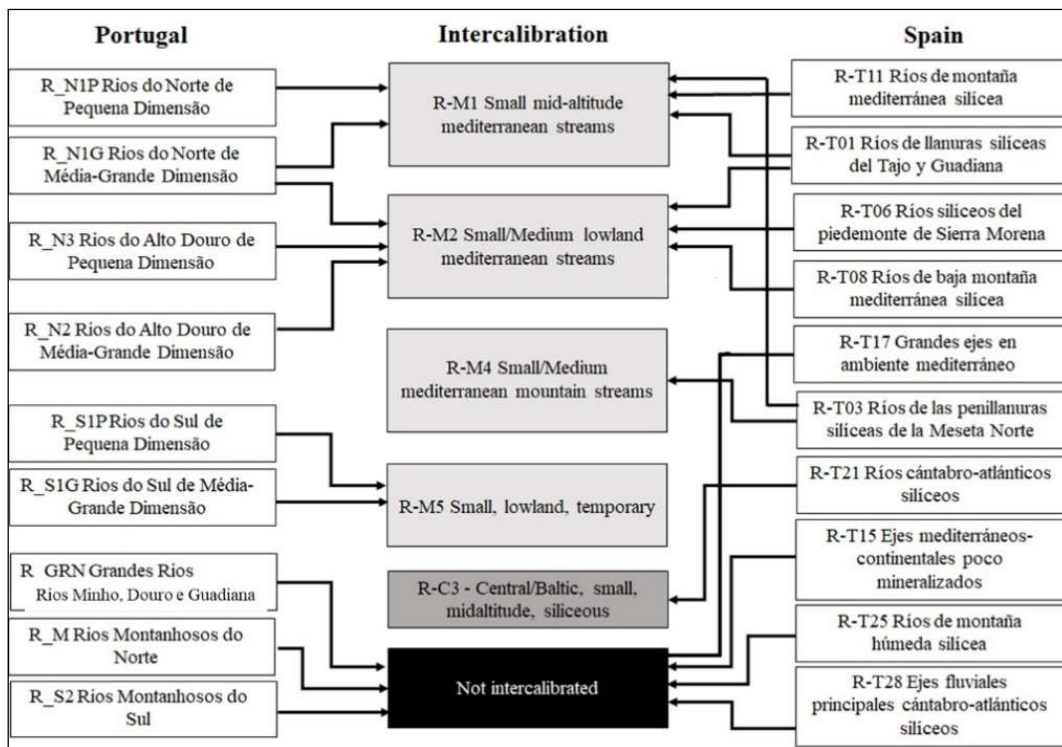 Portugal
R_N1P Rios do Norte de
Pequena Dimensão
R_N1G Rios do Norte de
Média-Grande Dimensão
R_N3 Rios do Alto Douro de
Pequena Dimensão
R_N2 Rios do Alto Douro de
Média-Grande Dimensão
R_S1P Rios do Sul de
Pequena Dimensão
R_S1G Rios do Sul de Média-
Grande Dimensão
R_GRN Grandes Rios
Rios Minho, Douro e Guadiana
R_M Rios Montanhosos do
Norte
R_S2 Rios Montanhosos do
Sul
Intercalibration
R-M1 Small mid-altitude
mediterranean streams
R-M2 Small/Medium lowland
mediterranean streams
R-M4 Small/Medium
mediterranean mountain streams
R-M5 Small, lowland, temporary
R-C3 - Central/Baltic, small,
midaltitude, siliceous
Not intercalibrated
Spain
R-T11 Ríos de montaña
mediterránea silícea
R-T01 Ríos de llanuras silíceas
del Tajo y Guadiana
R-T06 Ríos silíceos del
piedemonte de Sierra Morena
R-T08 Ríos de baja montaña
mediterránea silícea
R-T17 Grandes ejes en
ambiente mediterráneo
R-T03 Ríos de las penillanuras
silíceas de la Meseta Norte
R-T21 Ríos cántabro-atlánticos
silíceos
R-T15 Ejes mediterráneos-
continentales poco
mineralizados
R-T25 Ríos de montaña
húmeda silícea
R-T28 Ejes fluviales
principales cántabro-atlánticos
silíceos